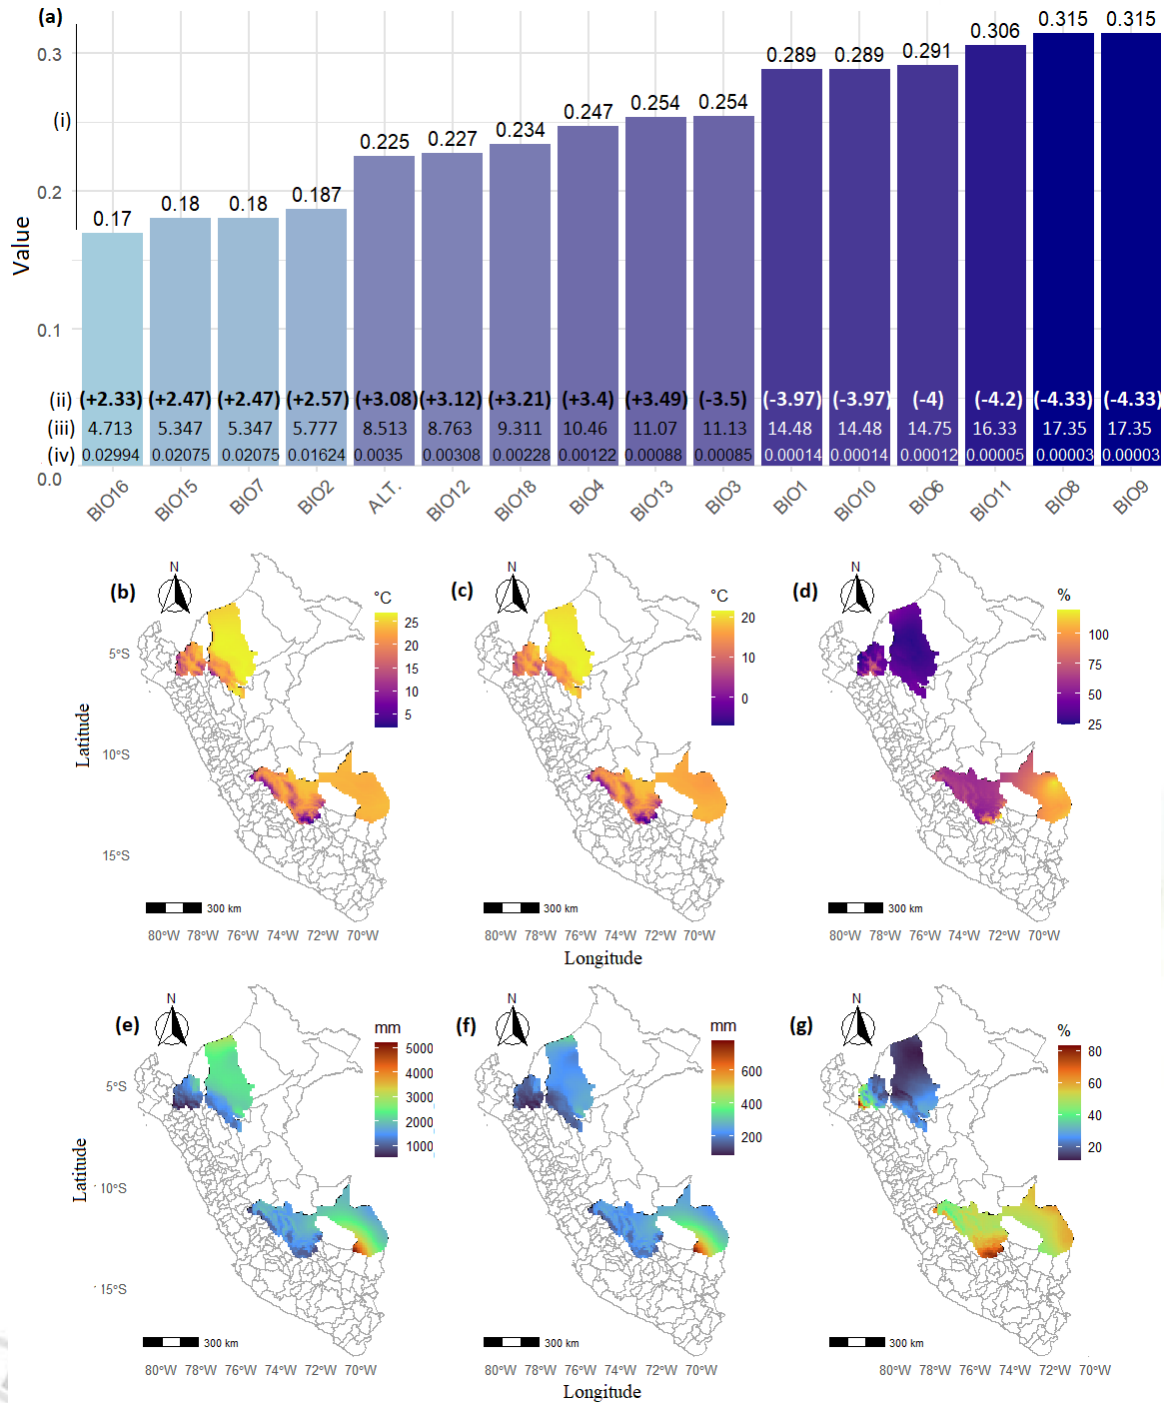 (a)
0.3
0.2
0.1
0.0
Value
(i)
0.17 0.18 0.18 0.187 0.225 0.227 0.234 0.247 0.254 0.254 0.289 0.289 0.291 0.306 0.315 0.315
(ii) (+2.33) (+2.47) (+2.47) (+2.57) (+3.08) (+3.12) (+3.21) (+3.4) (+3.49) (-3.5) (-3.97) (-3.97) (-4) (-4.2) (-4.33) (-4.33)
(iii) 4.713 5.347 5.347 5.777 8.513 8.763 9.311 10.46 11.07 11.13 14.48 14.48 14.75 16.33 17.35 17.35
(iv) 0.02994 0.02075 0.02075 0.01624 0.0035 0.00308 0.00228 0.00122 0.00088 0.00085 0.00014 0.00014 0.00012 0.00005 0.00003 0.00003
BIO16 BIO15 BIO7 BIO2 ALT. BIO12 BIO18 BIO4 BIO13 BIO3 BIO1 BIO10 BIO6 BIO11 BIO8 BIO9
(b)
N
°C
25
20
15
10
5
5°S
10°S
15°S
Latitude
300 km
80°W 78°W 76°W 74°W 72°W 70°W
(c)
N
°C
20
10
0
300 km
80°W 78°W 76°W 74°W 72°W 70°W
(d)
N
%
100
75
50
25
300 km
80°W 78°W 76°W 74°W 72°W 70°W
Longitude
(e)
N
mm
5000
4000
3000
2000
1000
5°S
10°S
15°S
Latitude
300 km
80°W 78°W 76°W 74°W 72°W 70°W
(f)
N
mm
600
400
200
300 km
80°W 78°W 76°W 74°W 72°W 70°W
(g)
N
%
80
60
40
20
300 km
80°W 78°W 76°W 74°W 72°W 70°W
Longitude